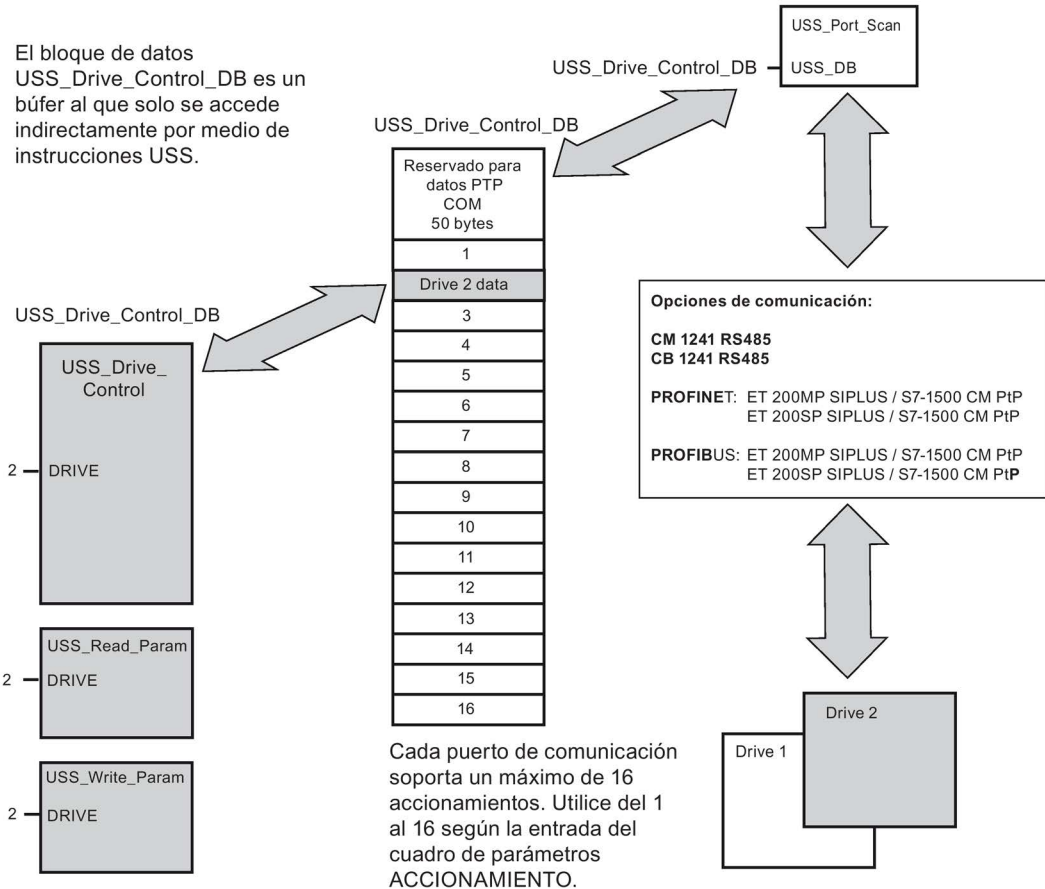 El bloque de datos
USS_Drive_Control_DB es un
búfer al que solo se accede
indirectamente por medio de
instrucciones USS.
USS_Drive_Control_DB
USS_Port_Scan
USS_DB
USS_Drive_Control_DB
Reservado para
datos PTP
COM
50 bytes
1
Drive 2 data
3
4
5
6
7
8
9
10
11
12
13
14
15
16
Cada puerto de comunicación
soporta un máximo de 16
accionamientos. Utilice del 1
al 16 según la entrada del
cuadro de parámetros
ACCIONAMIENTO.
USS_Drive_Control_DB
USS_Drive_
Control
2 DRIVE
USS_Read_Param
2 DRIVE
USS_Write_Param
2 DRIVE
Opciones de comunicación:
CM 1241 RS485
CB 1241 RS485
PROFINET: ET 200MP SIPLUS / S7-1500 CM PtP
ET 200SP SIPLUS / S7-1500 CM PtP
PROFIBUS: ET 200MP SIPLUS / S7-1500 CM PtP
ET 200SP SIPLUS / S7-1500 CM PtP
Drive 2
Drive 1